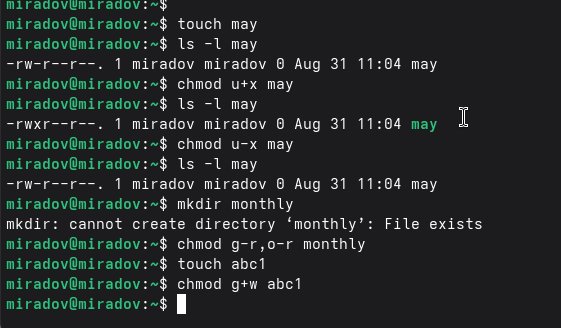 miradov@miradov:~$
miradov@miradov:~$ touch may
miradov@miradov:~$ ls -l may
-rw-r--r--. 1 miradov miradov 0 Aug 31 11:04 may
miradov@miradov:~$ chmod u+x may
miradov@miradov:~$ ls -l may
-rwxr--r--. 1 miradov miradov 0 Aug 31 11:04 may
miradov@miradov:~$ chmod u-x may
miradov@miradov:~$ ls -l may
-rw-r--r--. 1 miradov miradov 0 Aug 31 11:04 may
miradov@miradov:~$ mkdir monthly
mkdir: cannot create directory ‘monthly’: File exists
miradov@miradov:~$ chmod g-r,o-r monthly
miradov@miradov:~$ touch abc1
miradov@miradov:~$ chmod g+w abc1
miradov@miradov:~$